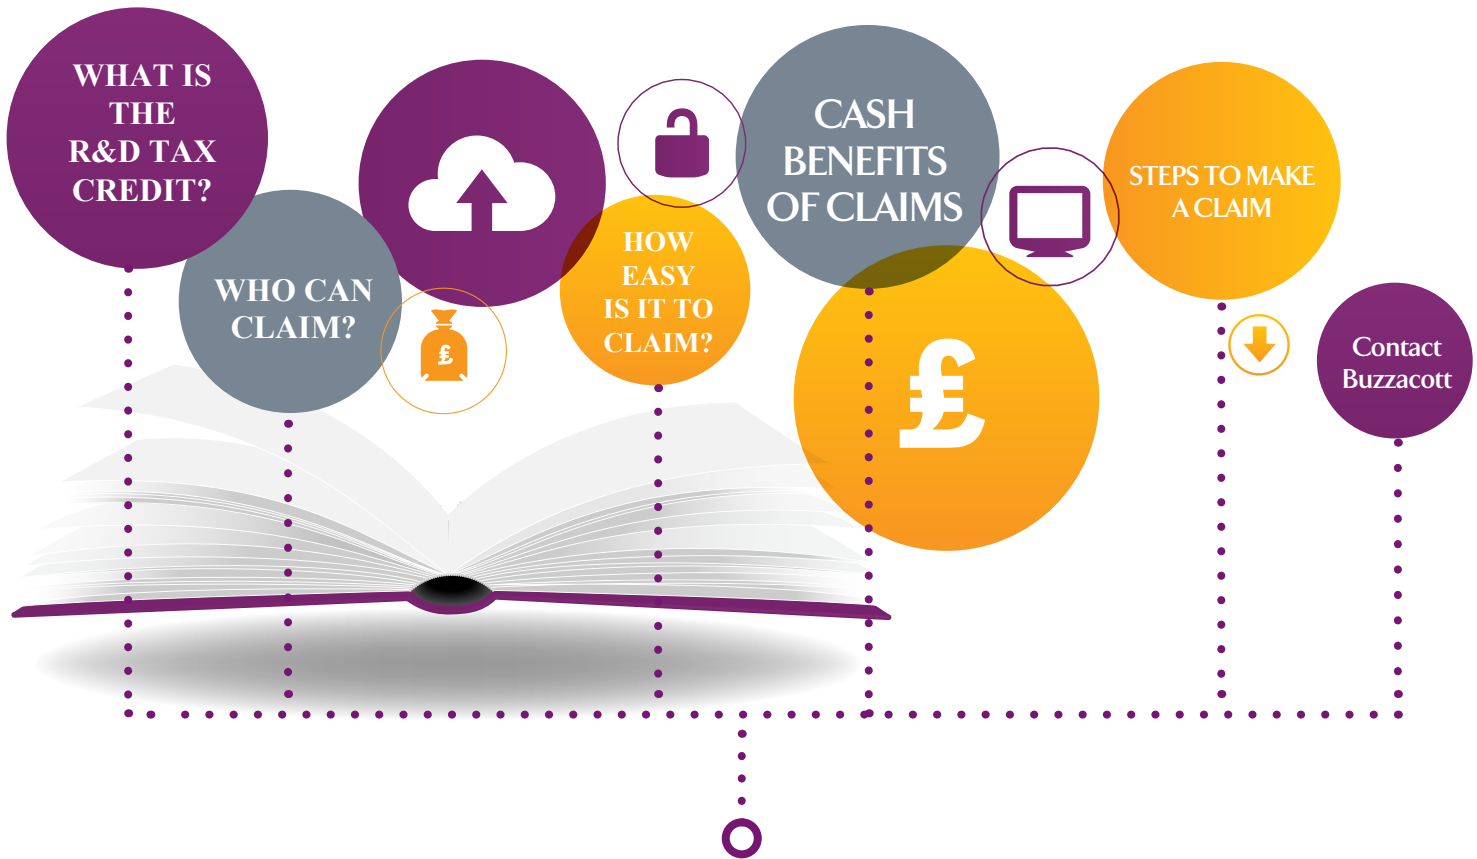 WHAT IS
THE
R&D TAX
CREDIT?
WHO CAN
CLAIM?
£
HOW
EASY
IS IT TO
CLAIM?
CASH
BENEFITS
OF CLAIMS
£
STEPS TO MAKE
A CLAIM
Contact
Buzzacott